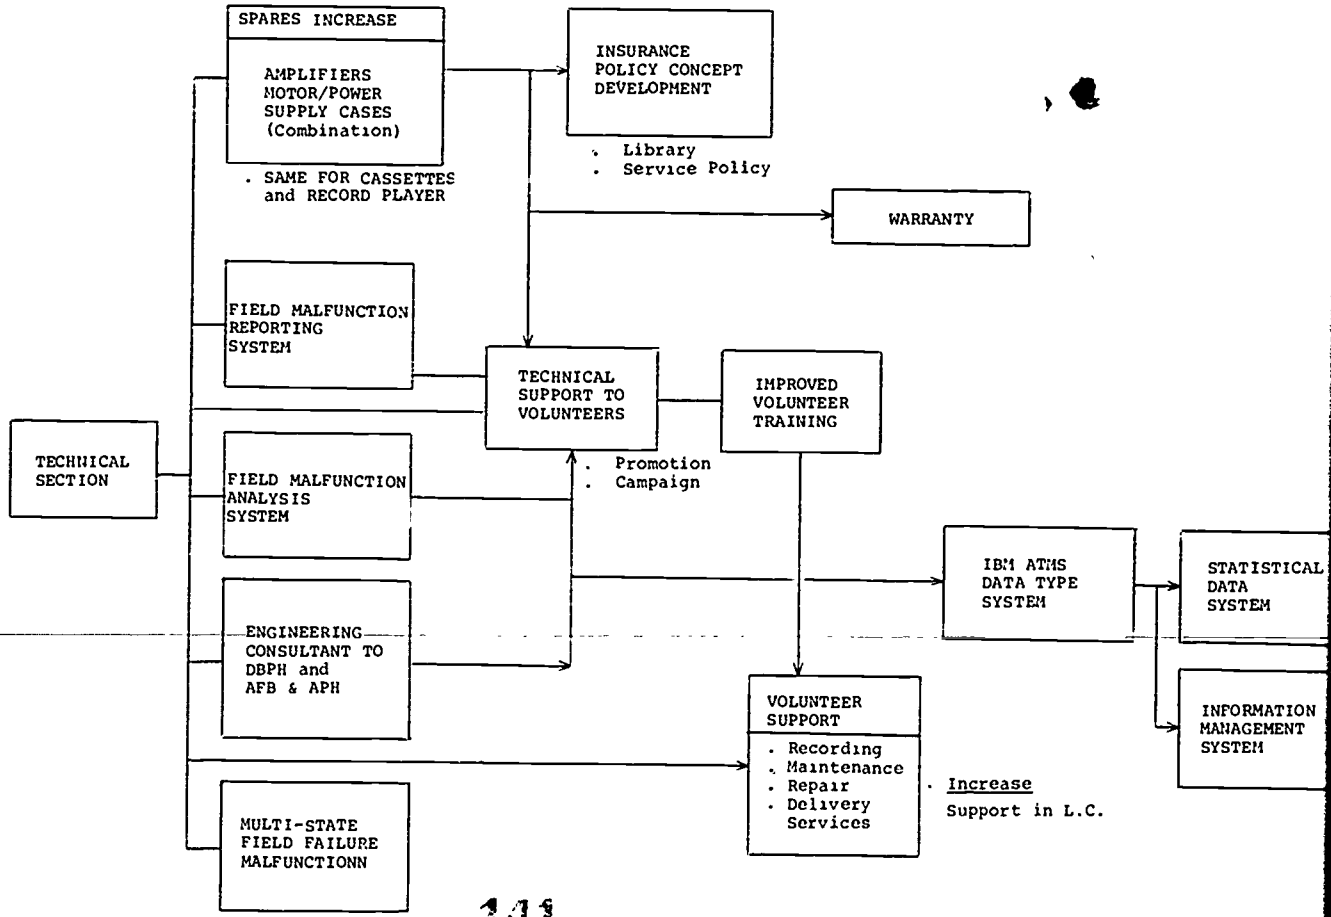 SPARES INCREASE
AMPLIFIERS
MOTOR/POWER
SUPPLY CASES
(Combination)
. SAME FOR CASSETTES
and RECORD PLAYER
INSURANCE
POLICY CONCEPT
DEVELOPMENT
. Library
. Service Policy
WARRANTY
FIELD MALFUNCTION
REPORTING
SYSTEM
TECHNICAL
SUPPORT TO
VOLUNTEERS
. Promotion
. Campaign
IMPROVED
VOLUNTEER
TRAINING
TECHNICAL
SECTION
FIELD MALFUNCTION
ANALYSIS
SYSTEM
IBM ATMS
DATA TYPE
SYSTEM
STATISTICAL
DATA
SYSTEM
ENGINEERING
CONSULTANT TO
DBPH and
AFB & APH
VOLUNTEER
SUPPORT
. Recording
. Maintenance
. Repair
. Delivery
Services
. Increase
Support in L.C.
INFORMATION
MANAGEMENT
SYSTEM
MULTI-STATE
FIELD FAILURE
MALFUNCTIONN
141